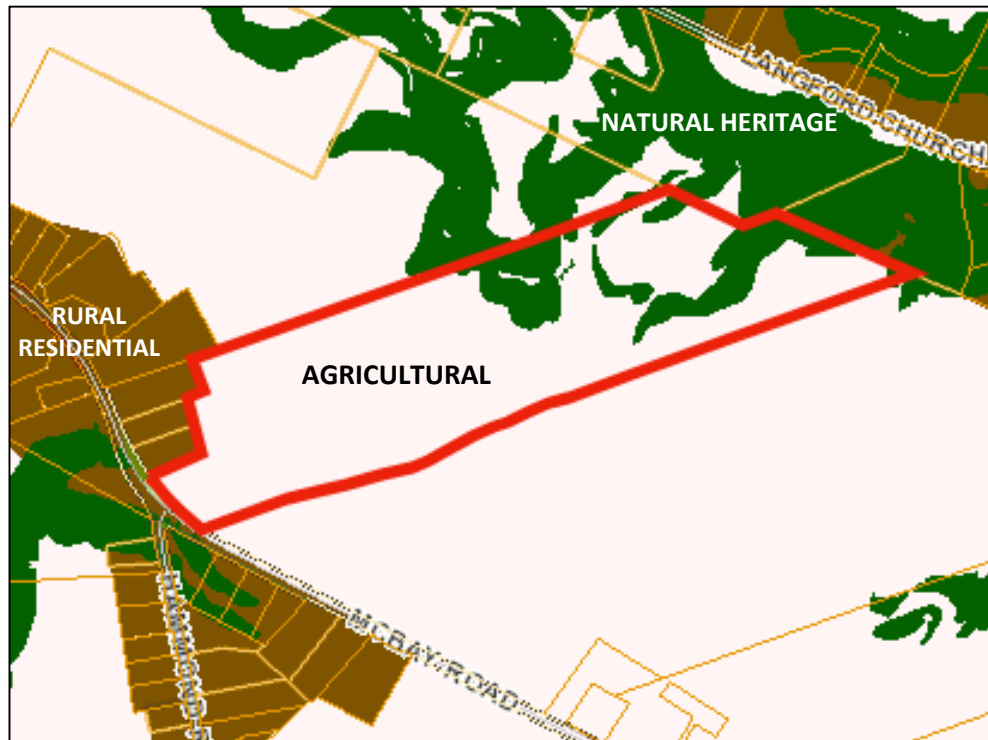 LANGFORD CHURCH
NATURAL HERITAGE
RURAL
RESIDENTIAL
AGRICULTURAL
MCBAY ROAD